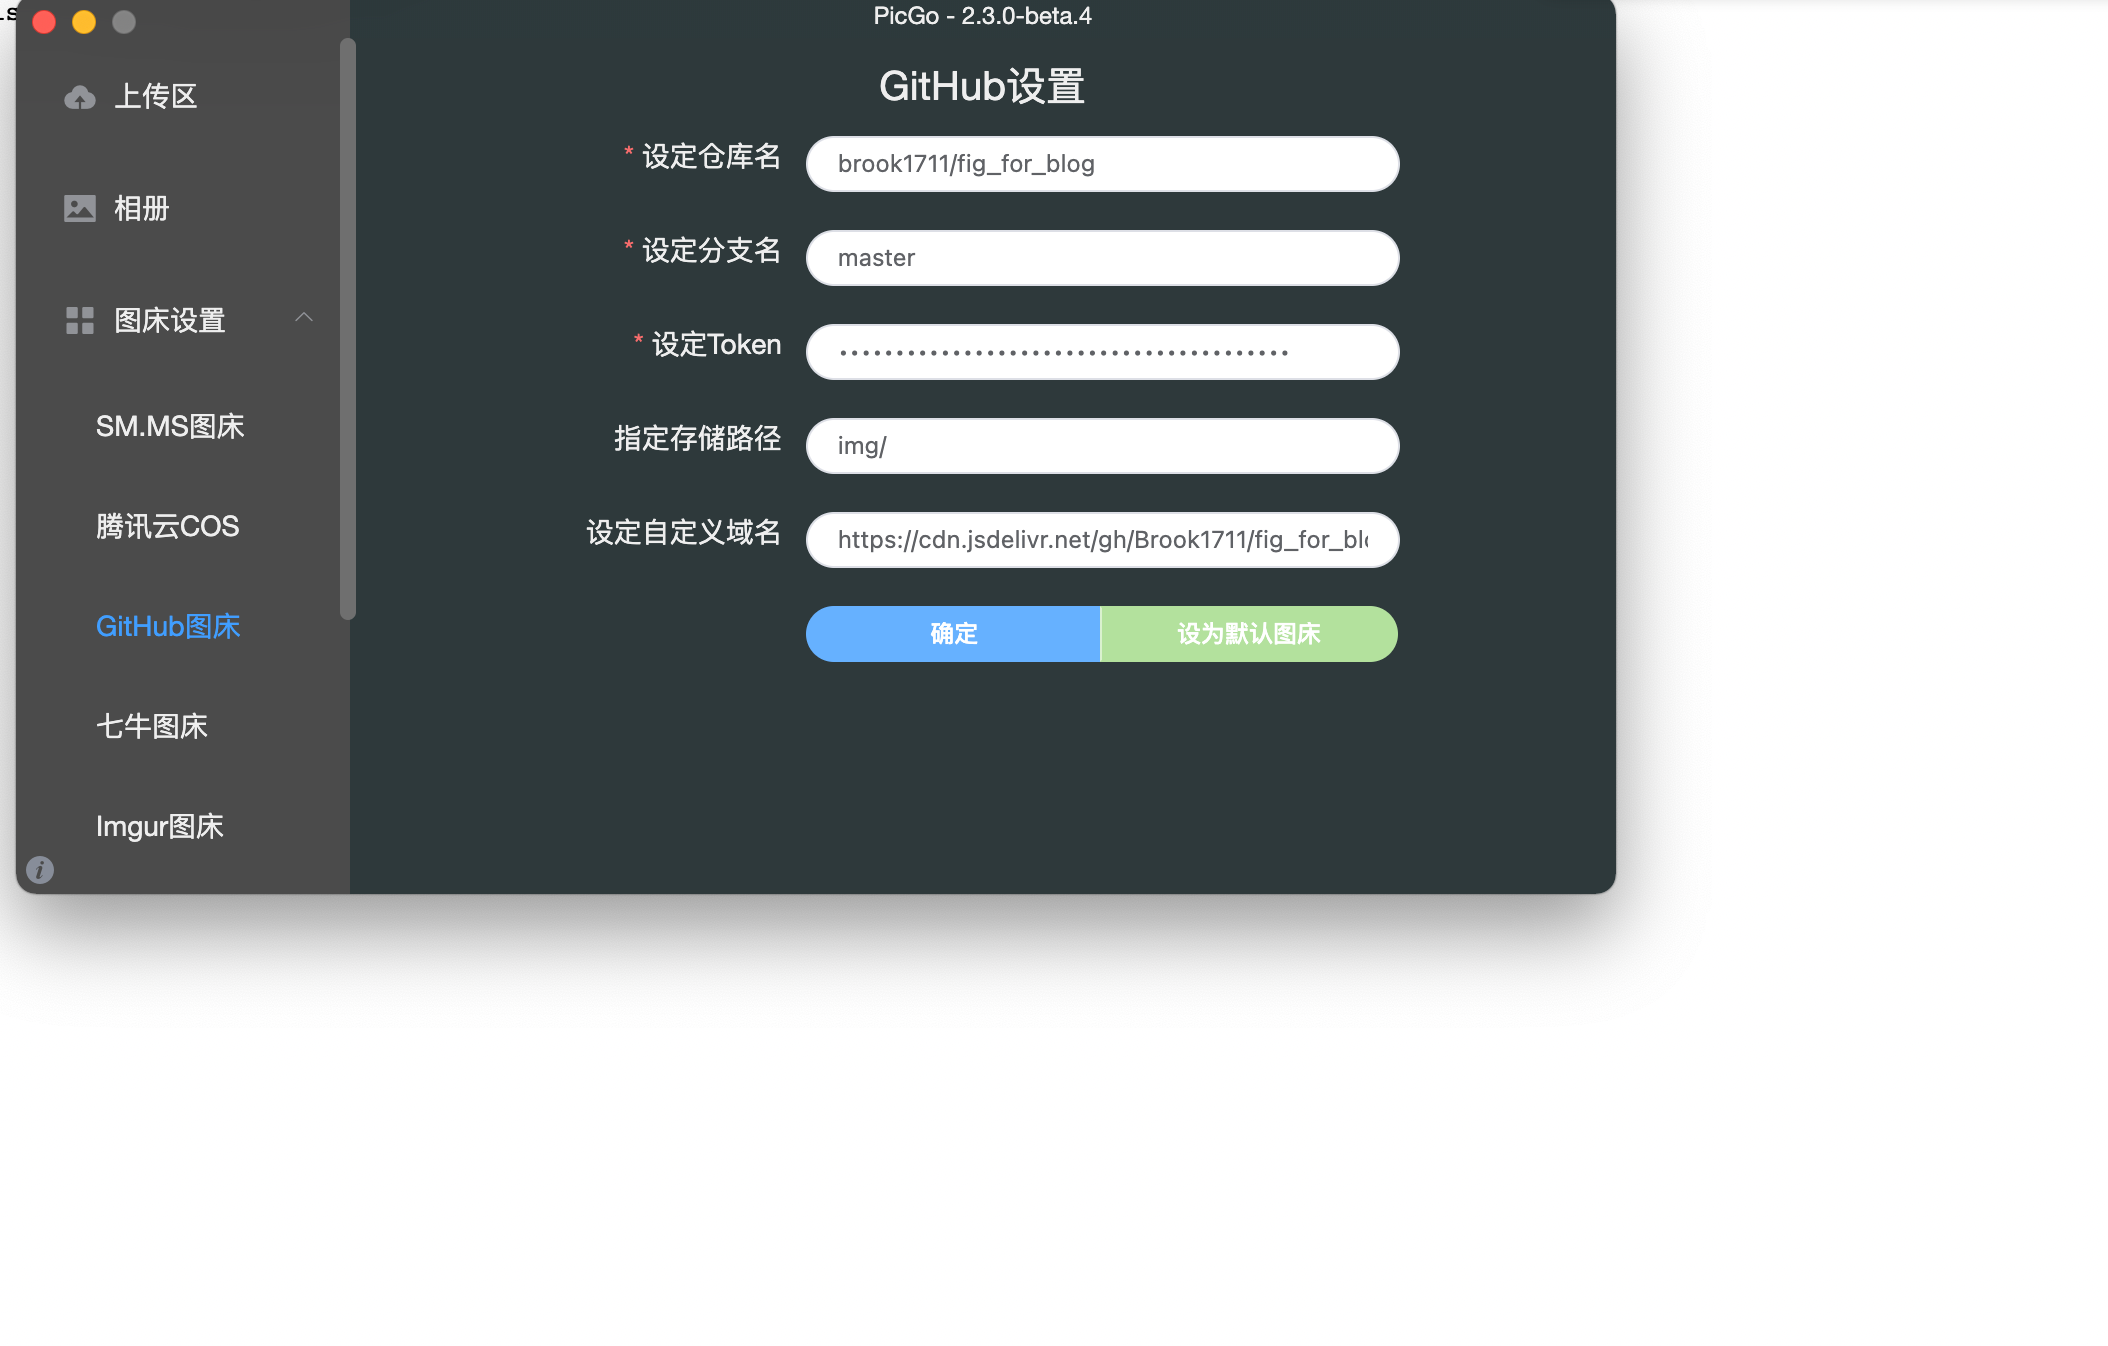 PicGo - 2.3.0-beta.4
上传区
相册
图床设置
SM.MS图床
腾讯云COS
GitHub图床
七牛图床
Imgur图床
GitHub设置
* 设定仓库名
brook1711/fig_for_blog
* 设定分支名
master
* 设定Token
••••••••••••••••••••••••••••••••••••••••
指定存储路径
img/
设定自定义域名
https://cdn.jsdelivr.net/gh/Brook1711/fig_for_bl
确定
设为默认图床